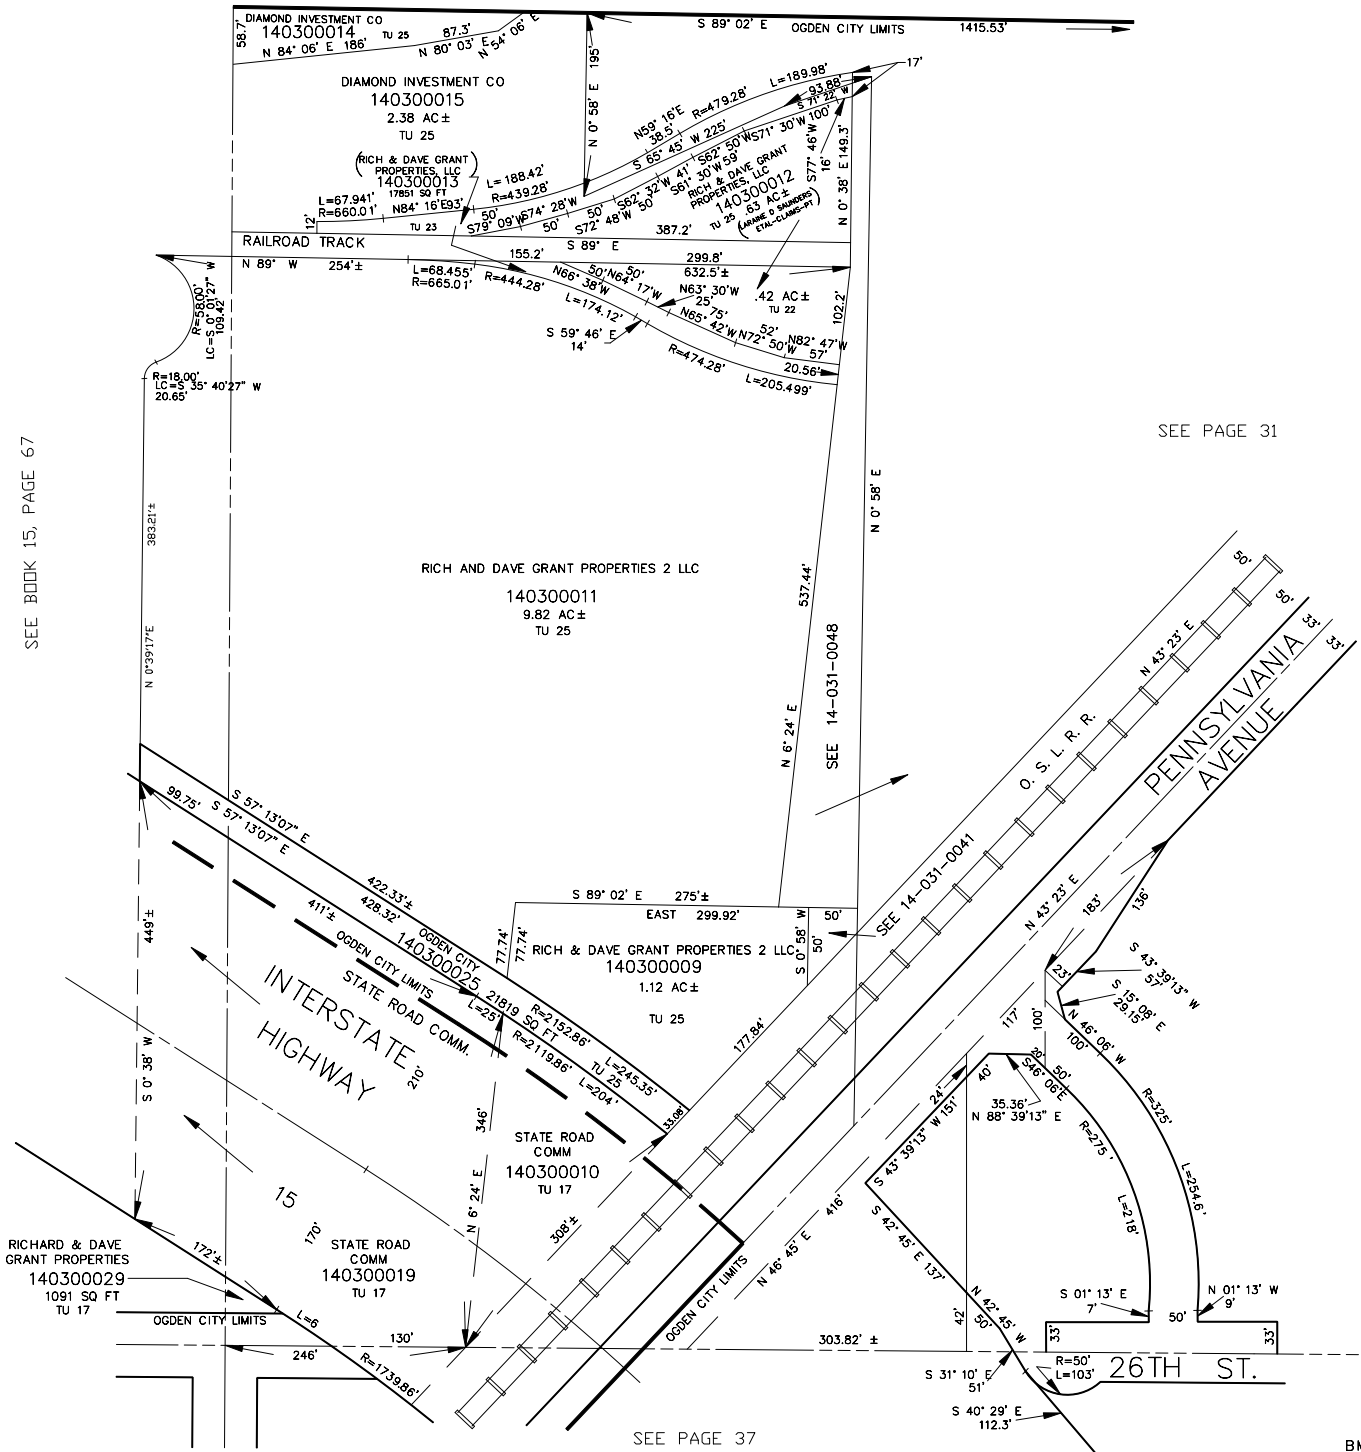 DIAMOND INVESTMENT CO
140300014 TU 25
58.7'
N 84° 06' E 186'
87.3'
N 80° 03' E
N 54° 06' E
S 89° 02' E OGDEN CITY LIMITS 1415.53'
DIAMOND INVESTMENT CO
140300015
2.38 AC±
TU 25
N 0° 58' E 195'
N59° 16'E
38.5'
R=479.28'
L=189.98'
93.88'
S 71° 22' W
17'
S 65° 45' W 225'
S62° 50'W
S71° 30'W 100'
S77° 46'W
16'
N 0° 38' E 149.3'
(RICH & DAVE GRANT
PROPERTIES, LLC)
140300013
17851 SQ FT
L=188.42'
R=439.28'
L=67.941'
R=660.01'
N84° 16'E 93'
12'
TU 23
50'
S79° 09'W
S74° 28'W
50'
50'
S72° 48'W 50'
S62° 32'W 41'
S61° 30'W 59'
RICH & DAVE GRANT
PROPERTIES, LLC
140300012
TU 25 .63 AC±
(LARAINE D SAUNDERS
ETAL-CLAIMS-PT)
387.2'
RAILROAD TRACK
S 89° E
N 89° W 254'±
155.2'
299.8'
632.5'±
L=68.455'
R=665.01'
R=444.28'
L=174.12'
50'
N66° 38'W
50'
N64° 17'W
N63° 30'W
25'
75'
N65° 42'W
52'
N72° 50'W
N82° 47'W
57'
20.56'
.42 AC±
TU 22
102.2'
S 59° 46' E
14'
R=474.28'
L=205.499'
R=58.00'
LC=S 0° 01'27" W
109.42'
R=18.00'
LC=S 35° 40'27" W
20.65'
SEE PAGE 31
SEE BOOK 15, PAGE 67
383.21'±
N 0°39'17"E
RICH AND DAVE GRANT PROPERTIES 2 LLC
140300011
9.82 AC±
TU 25
537.44'
N 6° 24' E
SEE 14-031-0048
N 0° 58' E
50'
50'
33'
33'
N 43° 23' E
O. S. L. R. R.
PENNSYLVANIA
AVENUE
SEE 14-031-0041
N 43° 23' E
99.75'
S 57° 13'07" E
S 57° 13'07" E
422.33'±
428.32'
411'±
OGDEN CITY
OGDEN CITY LIMITS
140300025
21819 SQ FT
TU 25
L=25'
R=2152.86'
R=2119.86'
L=245.35'
L=204'
33.08'
S 89° 02' E 275'±
EAST 299.92'
77.74'
77.74'
S 0° 58' W
50'
50'
RICH & DAVE GRANT PROPERTIES 2 LLC
140300009
1.12 AC±
TU 25
177.84'
449'±
S 0° 38' W
INTERSTATE
HIGHWAY
STATE ROAD COMM.
210'
15
170'
346'
N 6° 24' E
STATE ROAD
COMM
140300010
TU 17
308'±
STATE ROAD
COMM
140300019
TU 17
172'±
RICHARD & DAVE
GRANT PROPERTIES
140300029
1091 SQ FT
TU 17
OGDEN CITY LIMITS
L=6
130'
246'
R=1739.86'
OGDEN CITY LIMITS
N 46° 45' E
416'
303.82' ±
42'
24'
117'
183'
136'
23'
S 43° 39'13" W
57'
S 15° 08' E
29.15'
100'
N 46° 06' W
100'
20'
S46° 06'E
50'
40'
35.36'
N 88° 39'13" E
S 43° 39'13" W 151'
R=275'
L=218'
R=325'
L=254.6'
S 42° 45' E 137'
N 42° 45' W
50'
S 01° 13' E
7'
50'
N 01° 13' W
9'
33'
33'
26TH ST.
R=50'
L=103'
S 31° 10' E
51'
S 40° 29' E
112.3'
SEE PAGE 37
BM